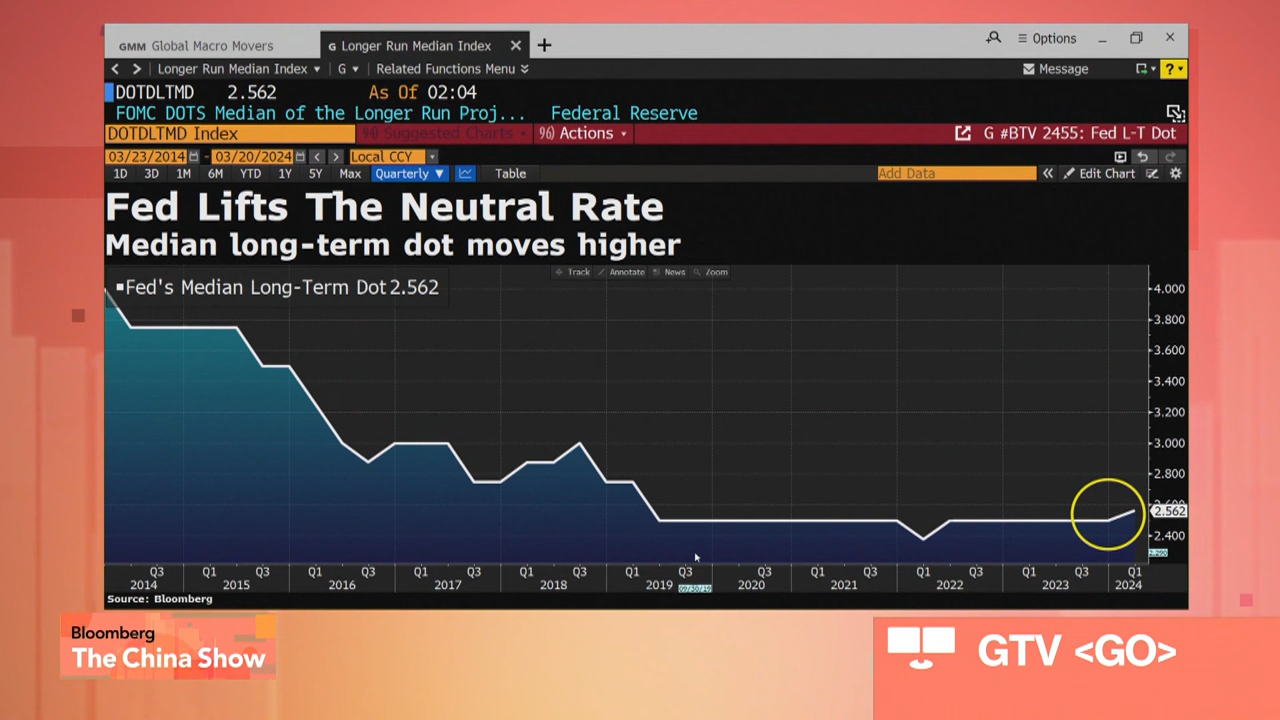 GMM Global Macro Movers
G Longer Run Median Index
Options
Longer Run Median Index
G
Related Functions Menu
Message
?
DOTDLTMD 2.562 As Of 02:04
FOMC DOTS Median of the Longer Run Proj... Federal Reserve
DOTDLTMD Index
96) Actions
G #BTV 2455: Fed L-T Dot
03/23/2014 - 03/20/2024 Local CCY
1D 3D 1M 6M YTD 1Y 5Y Max Quarterly ▼ Table
Add Data
« Edit Chart
Fed Lifts The Neutral Rate
Median long-term dot moves higher
Track Annotate News Zoom
Fed's Median Long-Term Dot 2.562
4.000
3.800
3.600
3.400
3.200
3.000
2.800
2.562
2.400
Q3 Q1 Q3 Q1 Q3 Q1 Q3 Q1 Q3 Q1 Q3 Q3 Q1 Q3 Q1 Q3 Q1 Q3 Q1
2014 2015 2016 2017 2018 2019 2020 2021 2022 2023 2024
09/30/19
Source: Bloomberg
Bloomberg
The China Show
GTV <GO>